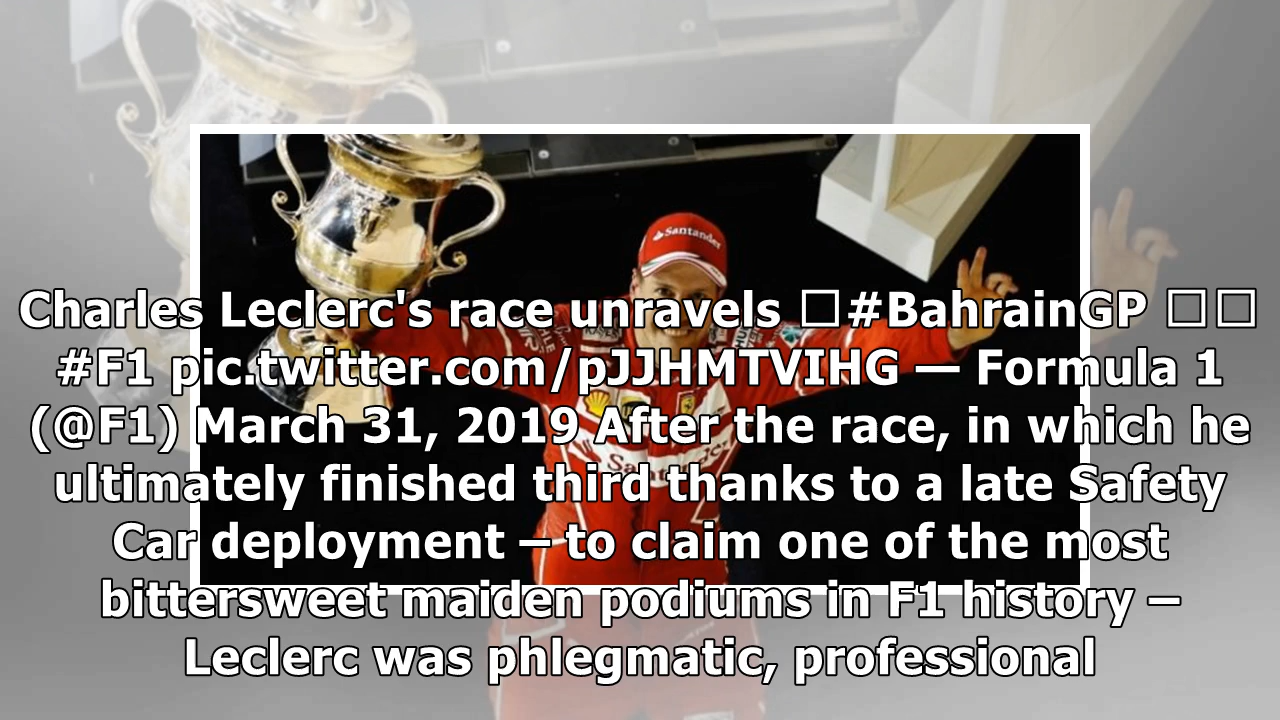 Santander
Charles Leclerc's race unravels □#BahrainGP □□
#F1 pic.twitter.com/pJJHMTVIHG — Formula 1
(@F1) March 31, 2019 After the race, in which he
ultimately finished third thanks to a late Safety
Car deployment – to claim one of the most
bittersweet maiden podiums in F1 history –
Leclerc was phlegmatic, professional
Santander